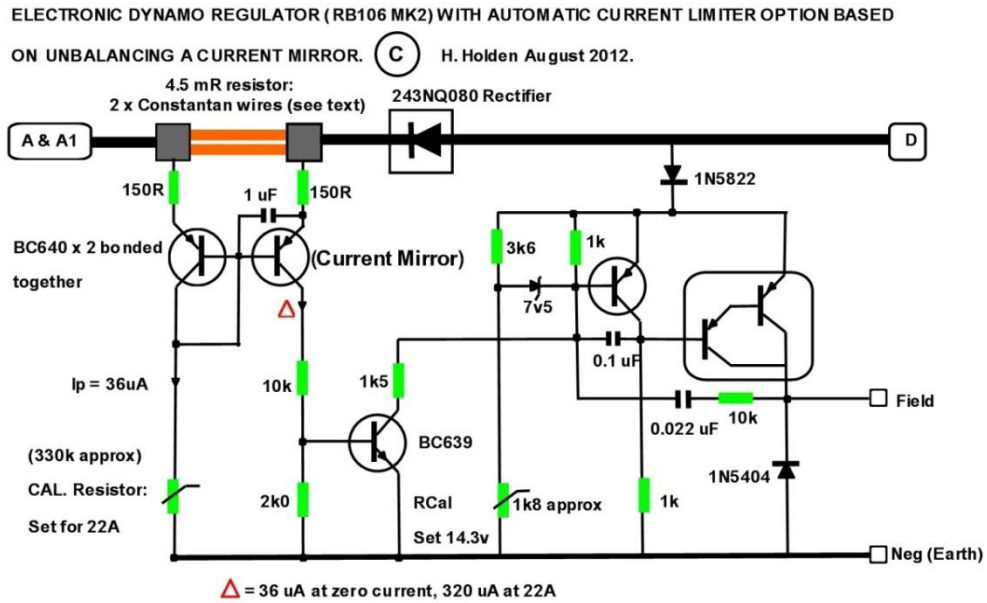 ELECTRONIC DYNAMO REGULATOR ( RB106 MK2) WITH AUTOMATIC CURRENT LIMITER OPTION BASED
ON UNBALANCING A CURRENT MIRROR. C H. Holden August 2012.
4.5 mR resistor:
2 x Constantan wires (see text)
243NQ080 Rectifier
A & A1
D
150R
1 uF
150R
1N5822
BC640 x 2 bonded
together
(Current Mirror)
3k6
1k
7v5
Δ
0.1 uF
Ip = 36uA
10k
1k5
Field
0.022 uF
10k
BC639
1N5404
(330k approx)
CAL. Resistor:
Set for 22A
2k0
RCal
Set 14.3v
1k8 approx
1k
Neg (Earth)
Δ = 36 uA at zero current, 320 uA at 22A